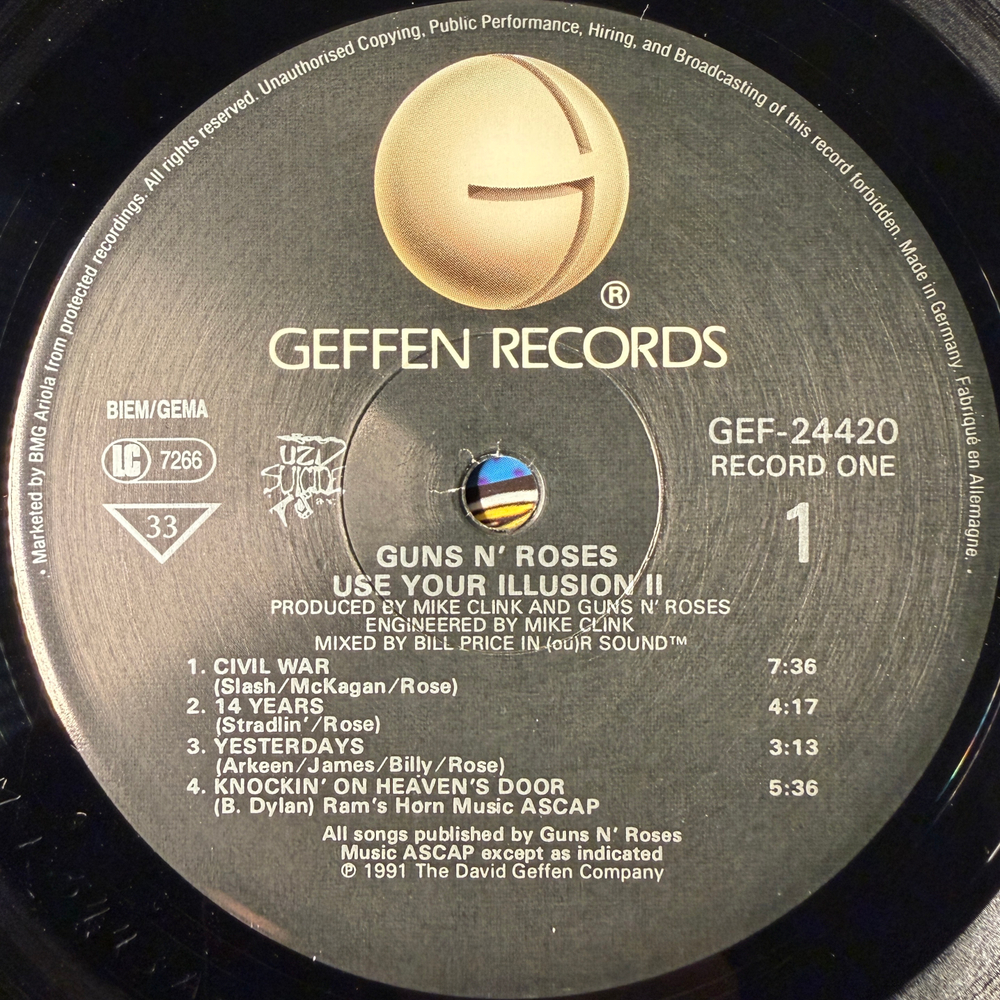 • Marketed by BMG Ariola from protected recordings. All rights reserved. Unauthorised Copying, Public Performance, Hiring, and Broadcasting of this record forbidden. Made in Germany. Fabriqué en Allemagne. •
®
GEFFEN RECORDS
BIEM/GEMA
LC 7266
33
UZI
SUICIDE
GEF-24420
RECORD ONE
1
GUNS N' ROSES
USE YOUR ILLUSION II
PRODUCED BY MIKE CLINK AND GUNS N' ROSES
ENGINEERED BY MIKE CLINK
MIXED BY BILL PRICE IN (ou)R SOUND™
1. CIVIL WAR 7:36
(Slash/McKagan/Rose)
2. 14 YEARS 4:17
(Stradlin'/Rose)
3. YESTERDAYS 3:13
(Arkeen/James/Billy/Rose)
4. KNOCKIN' ON HEAVEN'S DOOR 5:36
(B. Dylan) Ram's Horn Music ASCAP
All songs published by Guns N' Roses
Music ASCAP except as indicated
℗ 1991 The David Geffen Company